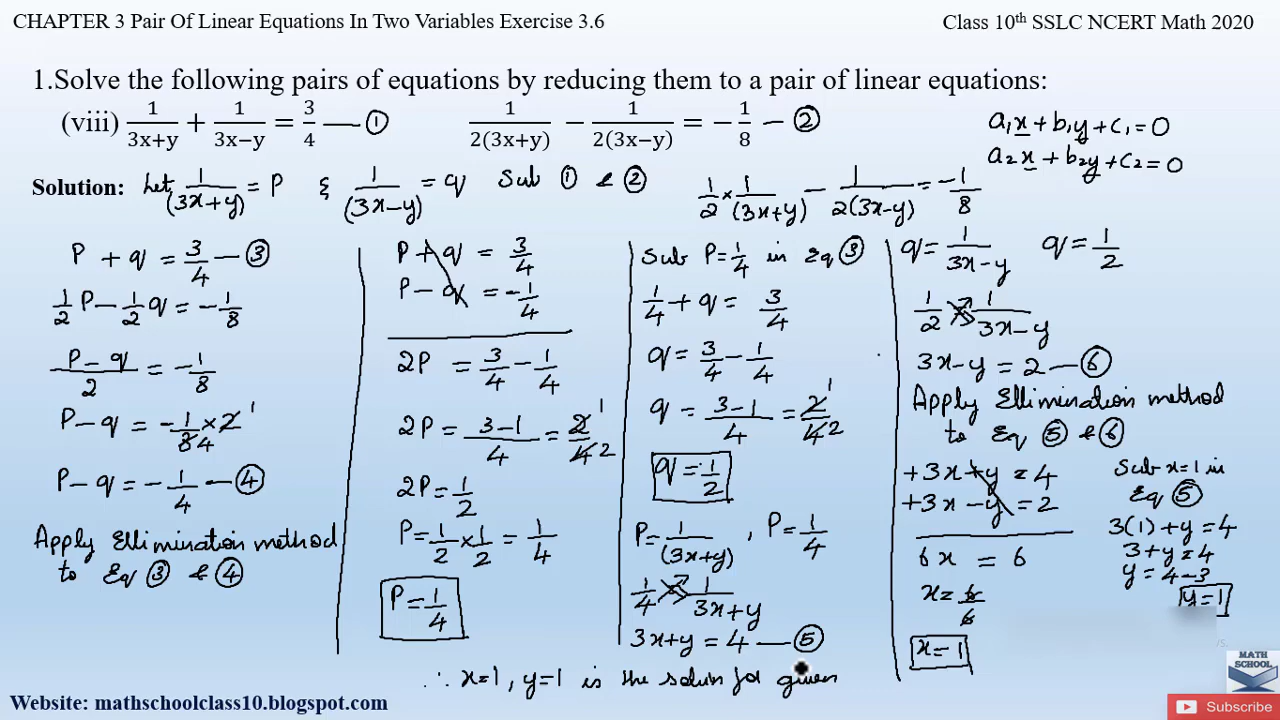 CHAPTER 3 Pair Of Linear Equations In Two Variables Exercise 3.6
Class 10th SSLC NCERT Math 2020
1.Solve the following pairs of equations by reducing them to a pair of linear equations:
(viii) 1/(3x+y) + 1/(3x−y) = 3/4 — ①
1/(2(3x+y)) − 1/(2(3x−y)) = −1/8 — ②
a₁x + b₁y + c₁ = 0
a₂x + b₂y + c₂ = 0
Solution: Let 1/(3x+y) = P & 1/(3x−y) = q Sub ① & ②
1/2 × 1/(3x+y) − 1/(2(3x−y)) = −1/8
P + q = 3/4 — ③
1/2 P − 1/2 q = −1/8
(P − q)/2 = −1/8
P − q = −1/8 4 × 2 1
P − q = −1/4 — ④
Apply Ellimination method
to Eq ③ & ④
P + q = 3/4
P − q = −1/4
2P = 3/4 − 1/4
2P = (3−1)/4 = 2 1/4 2
2P = 1/2
P = 1/2 × 1/2 = 1/4
P = 1/4
Sub P = 1/4 in Eq ③
1/4 + q = 3/4
q = 3/4 − 1/4
q = (3−1)/4 = 2 1/4 2
q = 1/2
P = 1/(3x+y) , P = 1/4
1/4 1/(3x+y)
3x+y = 4 — ⑤
q = 1/(3x−y) q = 1/2
1/2 1/(3x−y)
3x−y = 2 — ⑥
Apply Ellimination method
to Eq ⑤ & ⑥
+3x + y = 4
+3x − y = 2
6x = 6
x = 6/6
x = 1
Sub x=1 in
Eq ⑤
3(1) + y = 4
3 + y = 4
y = 4 − 3
y = 1
∴ x=1, y=1 is the solution for given
MATH
SCHOOL
Website: mathschoolclass10.blogspot.com
Subscribe